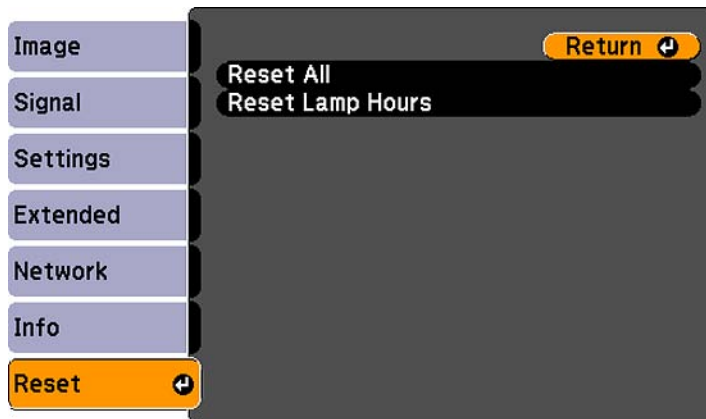 Image
Signal
Settings
Extended
Network
Info
Reset
Return
Reset All
Reset Lamp Hours